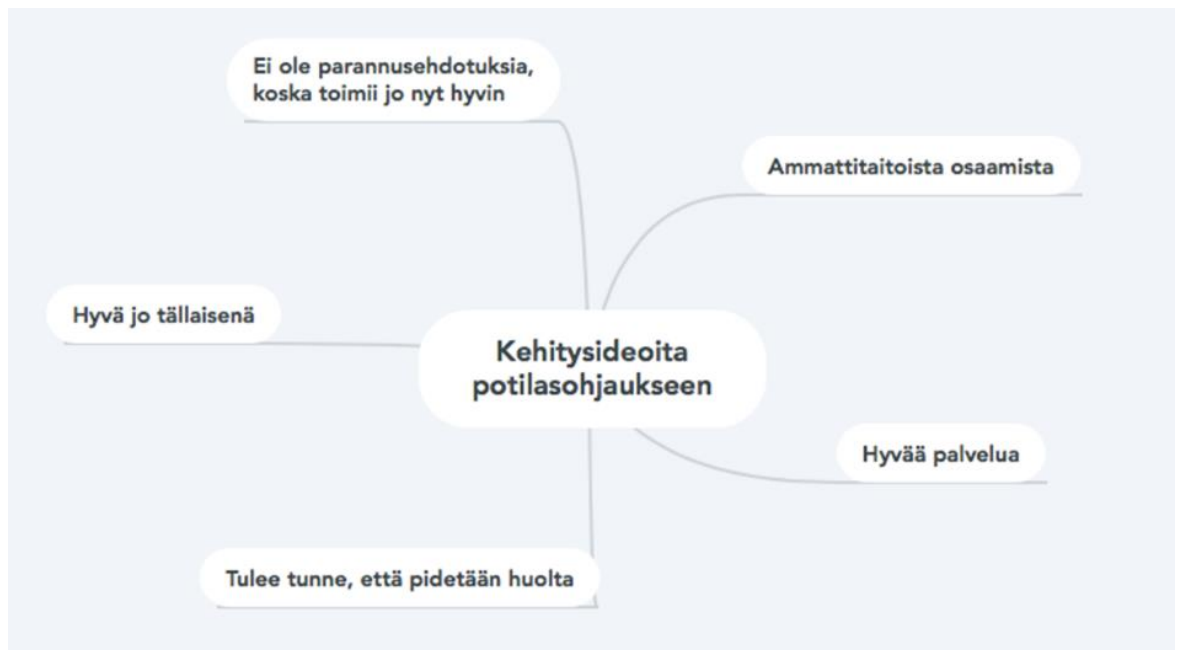 Ei ole parannusehdotuksia,
koska toimii jo nyt hyvin
Ammattitaitoista osaamista
Hyvä jo tällaisenä
Kehitysideoita
potilasohjaukseen
Hyvää palvelua
Tulee tunne, että pidetään huolta